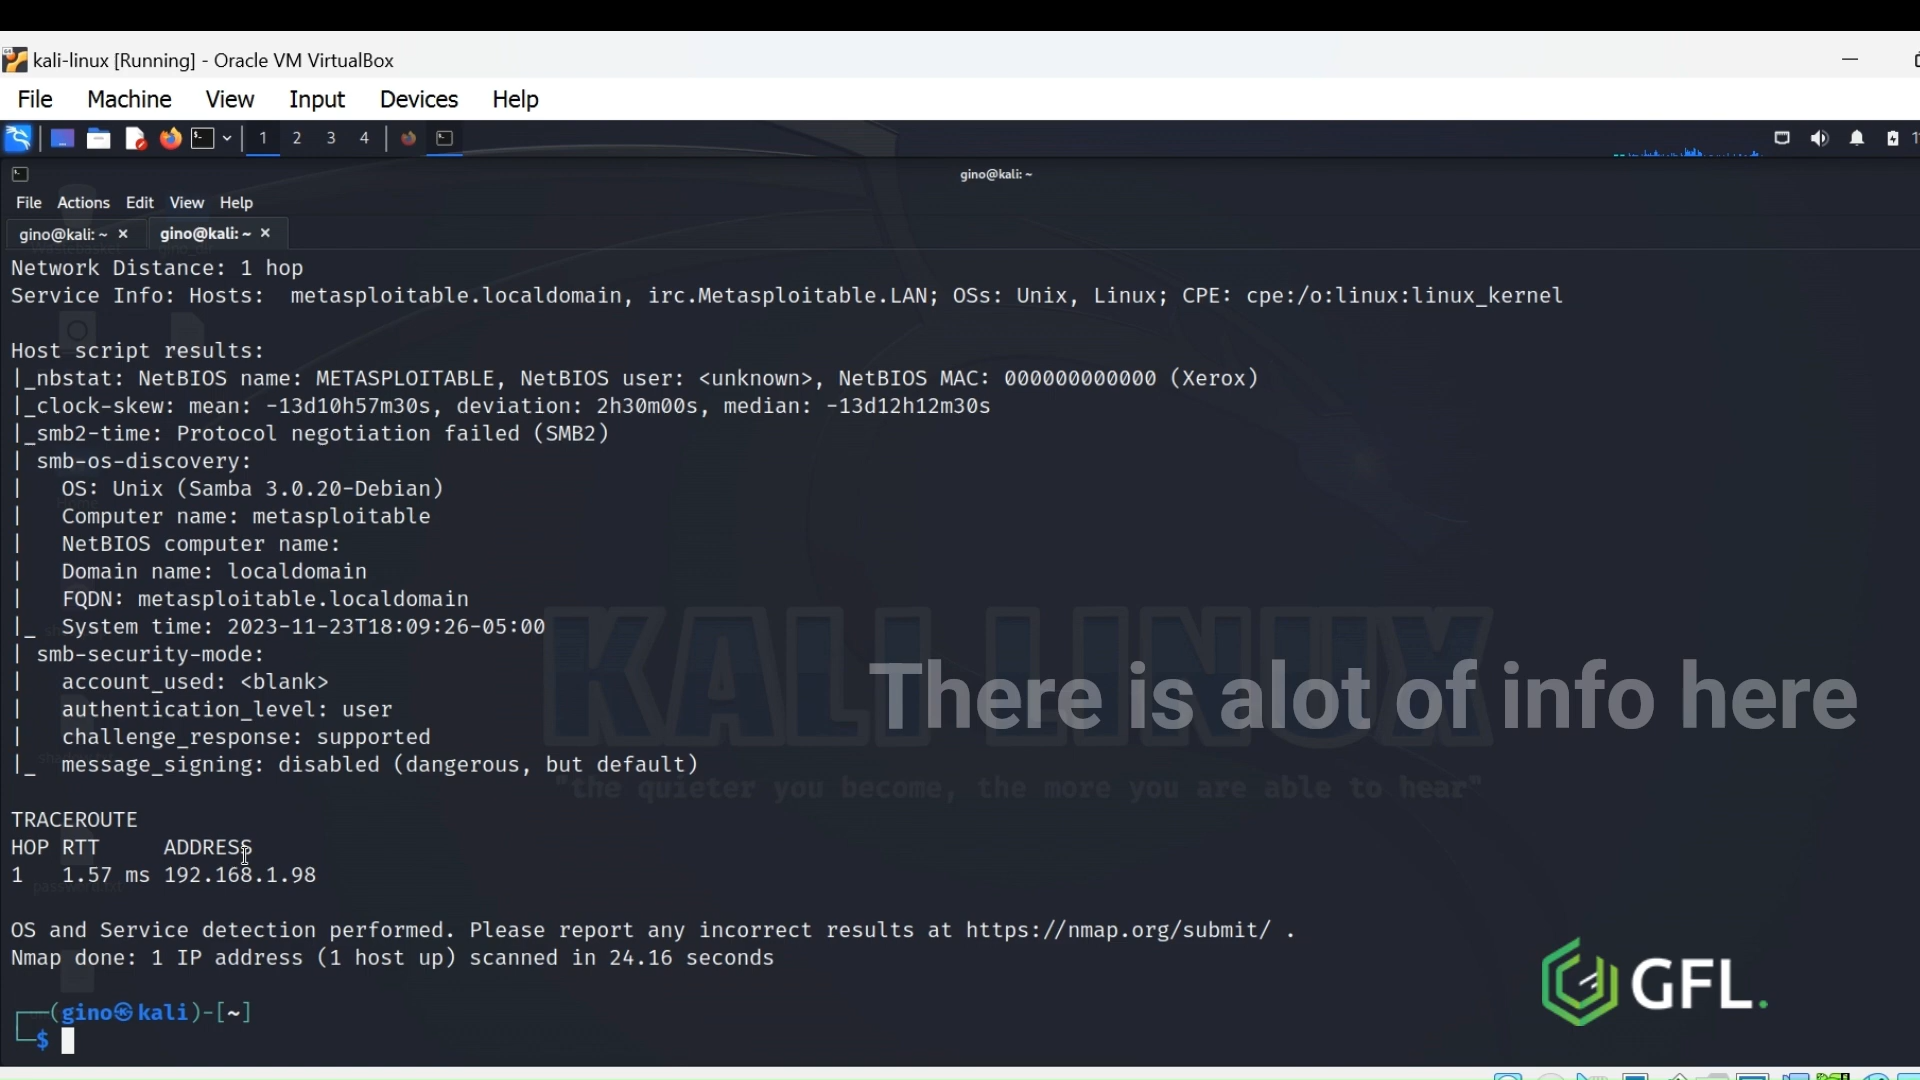 kali-linux [Running] - Oracle VM VirtualBox
File Machine View Input Devices Help
1 2 3 4
gino@kali: ~
File Actions Edit View Help
gino@kali: ~ × gino@kali: ~ ×
Network Distance: 1 hop
Service Info: Hosts:  metasploitable.localdomain, irc.Metasploitable.LAN; OSs: Unix, Linux; CPE: cpe:/o:linux:linux_kernel
Host script results:
|_nbstat: NetBIOS name: METASPLOITABLE, NetBIOS user: <unknown>, NetBIOS MAC: 000000000000 (Xerox)
|_clock-skew: mean: -13d10h57m30s, deviation: 2h30m00s, median: -13d12h12m30s
|_smb2-time: Protocol negotiation failed (SMB2)
| smb-os-discovery:
|   OS: Unix (Samba 3.0.20-Debian)
|   Computer name: metasploitable
|   NetBIOS computer name:
|   Domain name: localdomain
|   FQDN: metasploitable.localdomain
|_  System time: 2023-11-23T18:09:26-05:00
| smb-security-mode:
|   account_used: <blank>
|   authentication_level: user
|   challenge_response: supported
|_  message_signing: disabled (dangerous, but default)
KALI LINUX
There is alot of info here
"the quieter you become, the more you are able to hear"
TRACEROUTE
HOP RTT     ADDRESS
1   1.57 ms 192.168.1.98
password.txt
OS and Service detection performed. Please report any incorrect results at https://nmap.org/submit/ .
Nmap done: 1 IP address (1 host up) scanned in 24.16 seconds
GFL.
┌──(gino㉿kali)-[~]
└─$